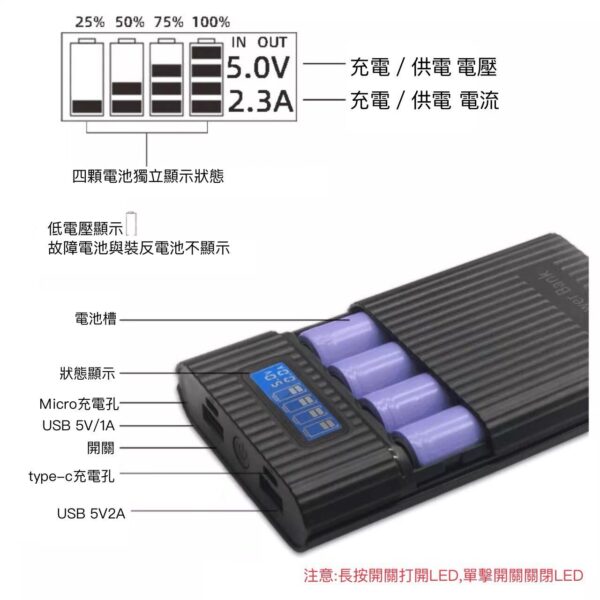 25% 50% 75% 100%
IN OUT
5.0V
2.3A
充電 / 供電 電壓
充電 / 供電 電流
四顆電池獨立顯示狀態
低電壓顯示
故障電池與裝反電池不顯示
電池槽
狀態顯示
Micro充電孔
USB 5V/1A
開關
type-c充電孔
USB 5V2A
wer Bank
注意:長按開關打開LED,單擊開關關閉LED